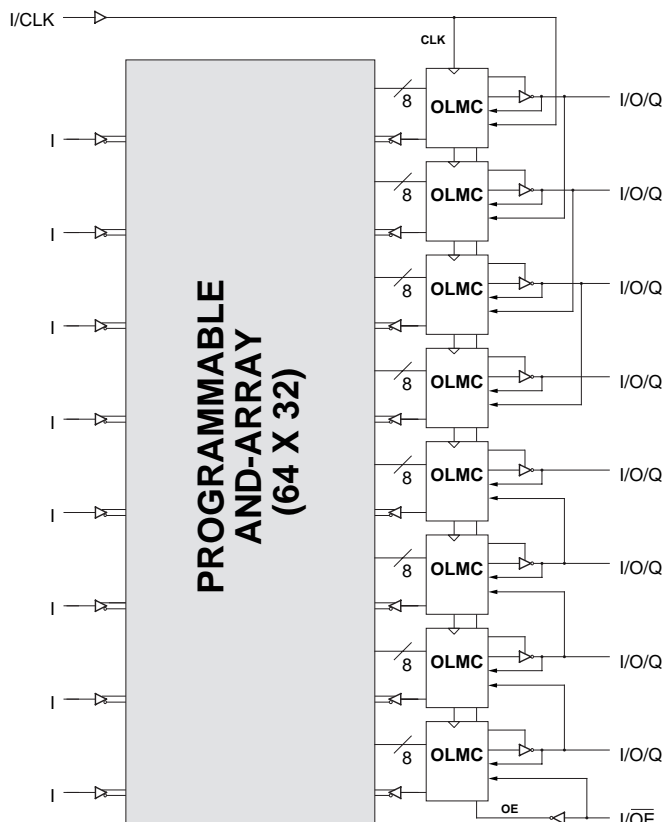 I/CLK
CLK
8
OLMC
I/O/Q
I
8
OLMC
I/O/Q
I
8
OLMC
I/O/Q
I
8
OLMC
I/O/Q
I
8
OLMC
I/O/Q
I
8
OLMC
I/O/Q
I
8
OLMC
I/O/Q
I
8
OLMC
I/O/Q
I
PROGRAMMABLE
AND-ARRAY
(64 X 32)
OE
I/O̅E̅